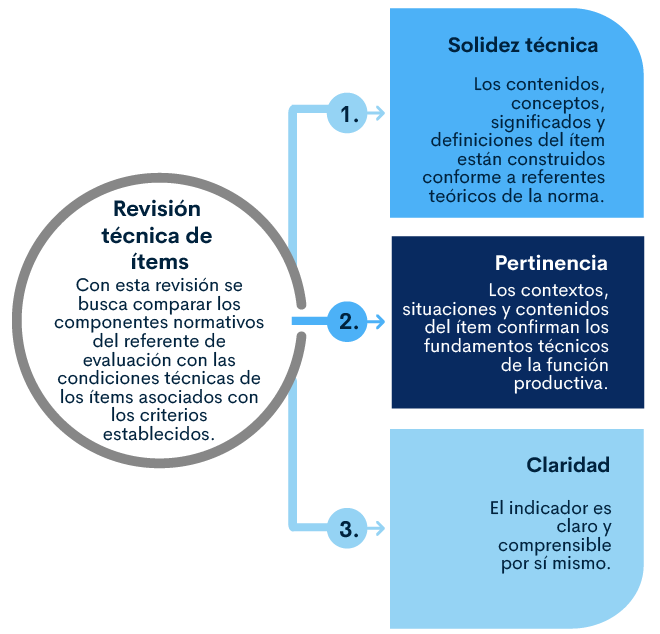 Revisión
técnica de
ítems
Con esta revisión se
busca comparar los
componentes normativos
del referente de
evaluación con las
condiciones técnicas de
los ítems asociados con
los criterios
establecidos.
1.
Solidez técnica
Los contenidos,
conceptos,
significados y
definiciones del ítem
están construidos
conforme a referentes
teóricos de la norma.
2.
Pertinencia
Los contextos,
situaciones y contenidos
del ítem confirman los
fundamentos técnicos
de la función
productiva.
3.
Claridad
El indicador es
claro y
comprensible
por sí mismo.